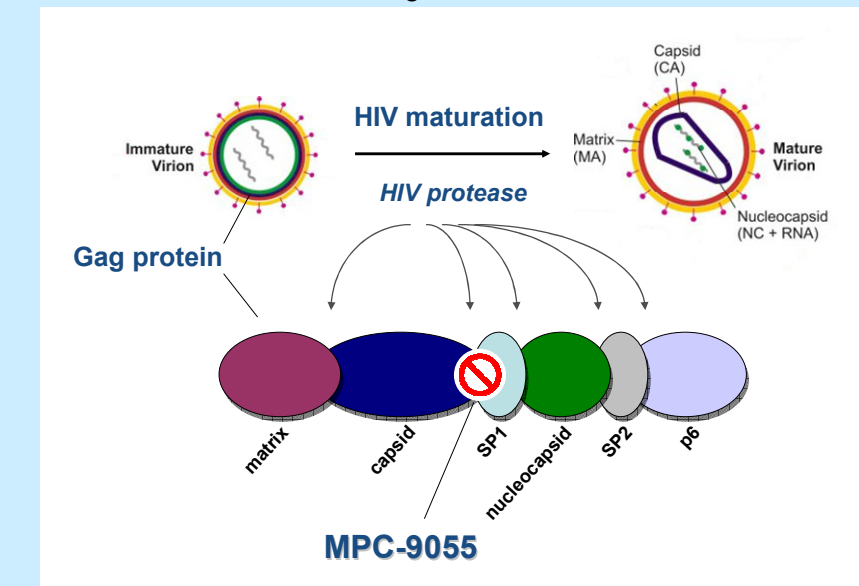 Capsid
(CA)
HIV maturation
Immature
Virion
Matrix
(MA)
Mature
Virion
HIV protease
Nucleocapsid
(NC + RNA)
Gag protein
matrix
capsid
SP1
nucleocapsid
SP2
p6
MPC-9055